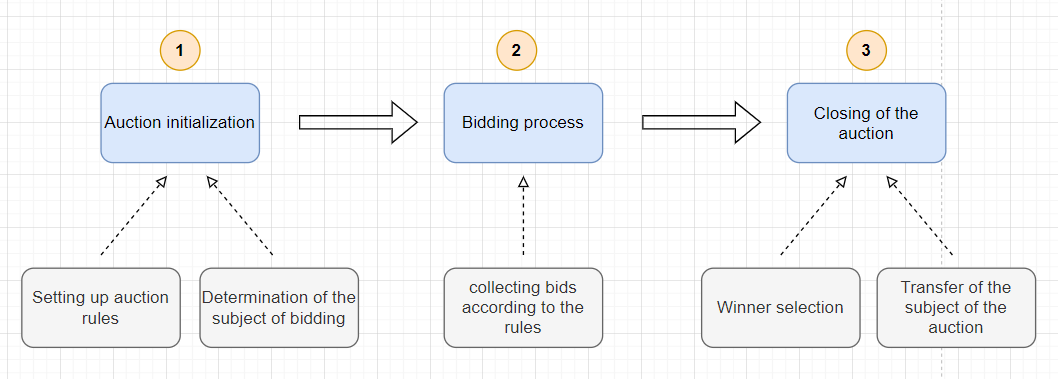 1
2
3
Auction initialization
Bidding process
Closing of the
auction
Setting up auction
rules
Determination of the
subject of bidding
collecting bids
according to the
rules
Winner selection
Transfer of the
subject of the
auction